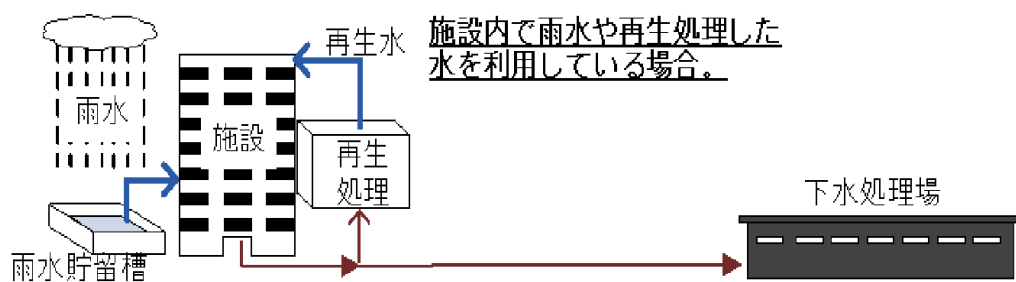 施設内で雨水や再生処理した
水を利用している場合。
再生水
雨水
施設
再生
処理
下水処理場
雨水貯留槽